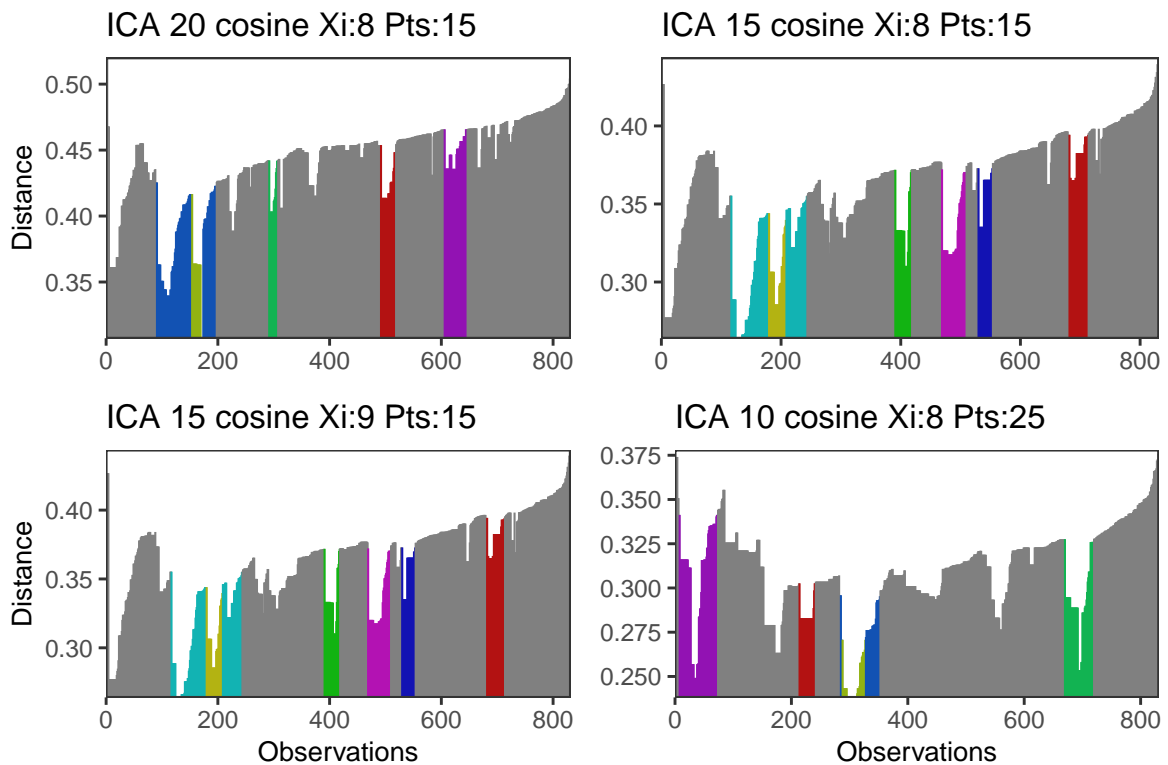 ICA 20 cosine Xi:8 Pts:15
ICA 15 cosine Xi:8 Pts:15
Distance
0.50
0.45
0.40
0.35
0 200 400 600 800
0.40
0.35
0.30
0 200 400 600 800
ICA 15 cosine Xi:9 Pts:15
ICA 10 cosine Xi:8 Pts:25
Distance
0.40
0.35
0.30
0 200 400 600 800
Observations
0.375
0.350
0.325
0.300
0.275
0.250
0 200 400 600 800
Observations